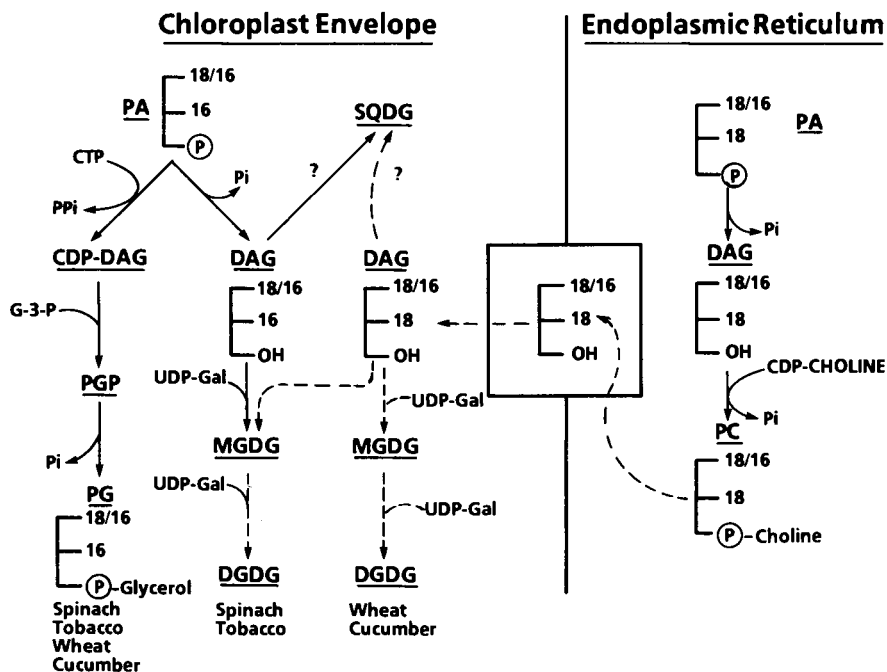 Chloroplast Envelope
Endoplasmic Reticulum
18/16
PA
16
P
CTP
PPi
Pi
SQDG
?
?
CDP-DAG
DAG
DAG
18/16
16
OH
18/16
18
OH
G-3-P
PGP
Pi
PG
18/16
16
P-Glycerol
Spinach
Tobacco
Wheat
Cucumber
UDP-Gal
MGDG
UDP-Gal
DGDG
Spinach
Tobacco
UDP-Gal
MGDG
UDP-Gal
DGDG
Wheat
Cucumber
18/16
18
OH
18/16
PA
18
P
Pi
DAG
18/16
18
OH
CDP-CHOLINE
Pi
PC
18/16
18
P-Choline